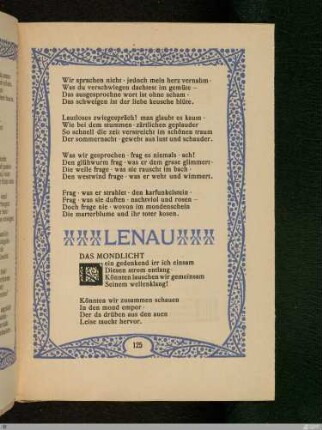 Wir sprachen nicht · jedoch mein herz vernahm ·
Was du verschwiegen dachtest im gemüte —
Das ausgesprochne wort ist ohne scham ·
Das schweigen ist der liebe keusche blüte.
Lautloses zwingespräch! man glaubt es kaum ·
Wie bei dem stummen · zärtlichen geplauder
So schnell die zeit verstreicht im schönen traum
Der sommernacht · gewebt aus lust und schauder.
Was wir gesprochen · frag es niemals · ach!
Den glühwurm frag · was er dem grase glimmert ·
Die welle frage · was sie rausche im bach ·
Den westwind frage · was er weht und wimmert.
Frag · was er strahlet · den karfunkelstein ·
Frag · was sie duften · nachtviol und rosen —
Doch frage nie · wovon im mondenschein
Die marterblume und ihr toter kosen.
LENAU
DAS MONDLICHT
ein gedenkend irr ich einsam
Diesen strom entlang ·
Könnten lauschen wir gemeinsam
Seinem wellenklang!
Könnten wir zusammen schauen
In den mond empor ·
Der da drüben aus den auen
Leise taucht hervor.
125